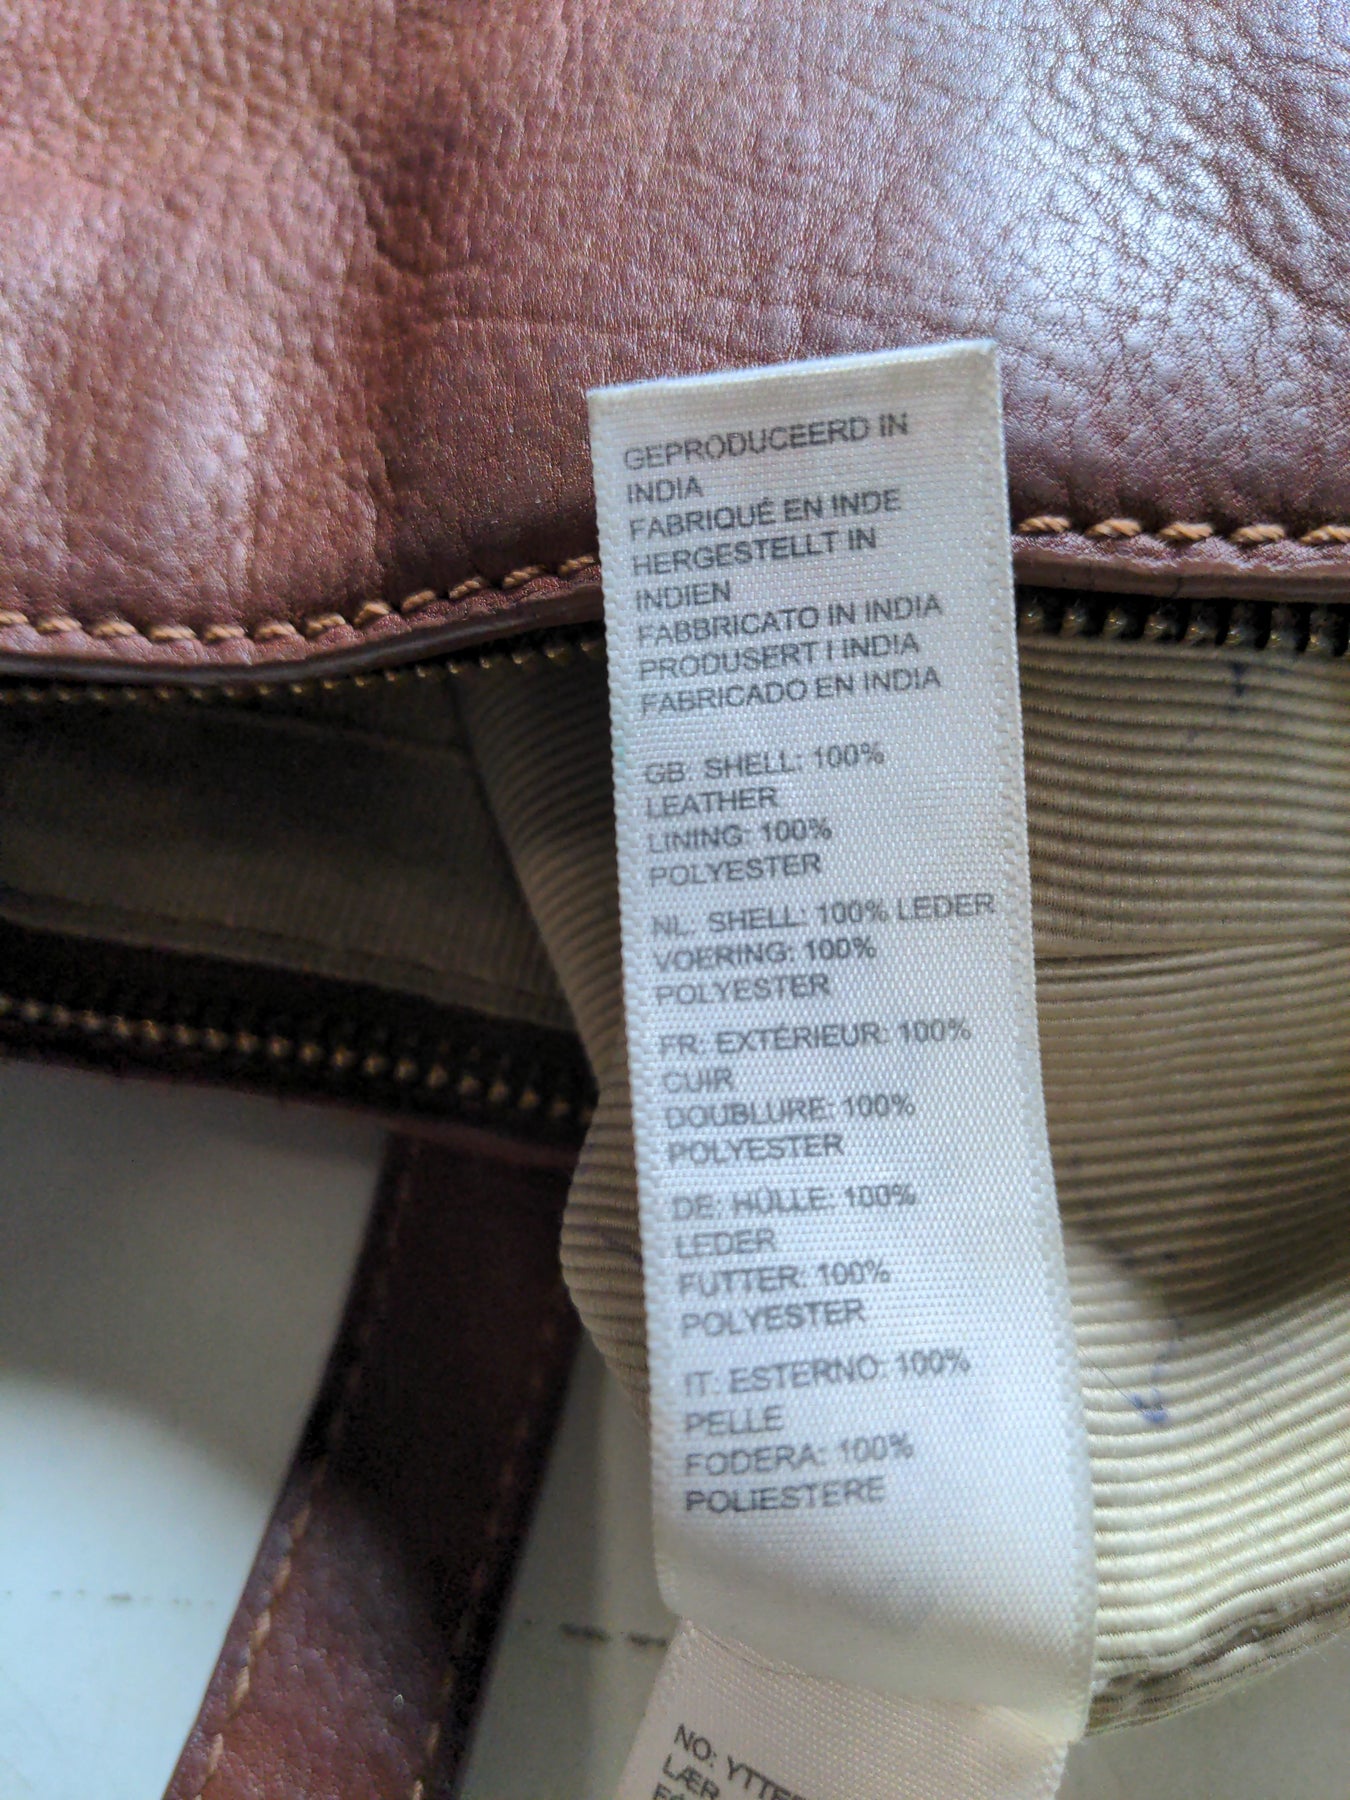 GEPRODUCEERD IN
INDIA
FABRIQUÉ EN INDE
HERGESTELLT IN
INDIEN
FABBRICATO IN INDIA
PRODUSERT I INDIA
FABRICADO EN INDIA
GB: SHELL: 100%
LEATHER
LINING: 100%
POLYESTER
NL: SHELL: 100% LEDER
VOERING: 100%
POLYESTER
FR: EXTÉRIEUR: 100%
CUIR
DOUBLURE: 100%
POLYESTER
DE: HÜLLE: 100%
LEDER
FUTTER: 100%
POLYESTER
IT: ESTERNO: 100%
PELLE
FODERA: 100%
POLIESTERE
NO:
LÆR